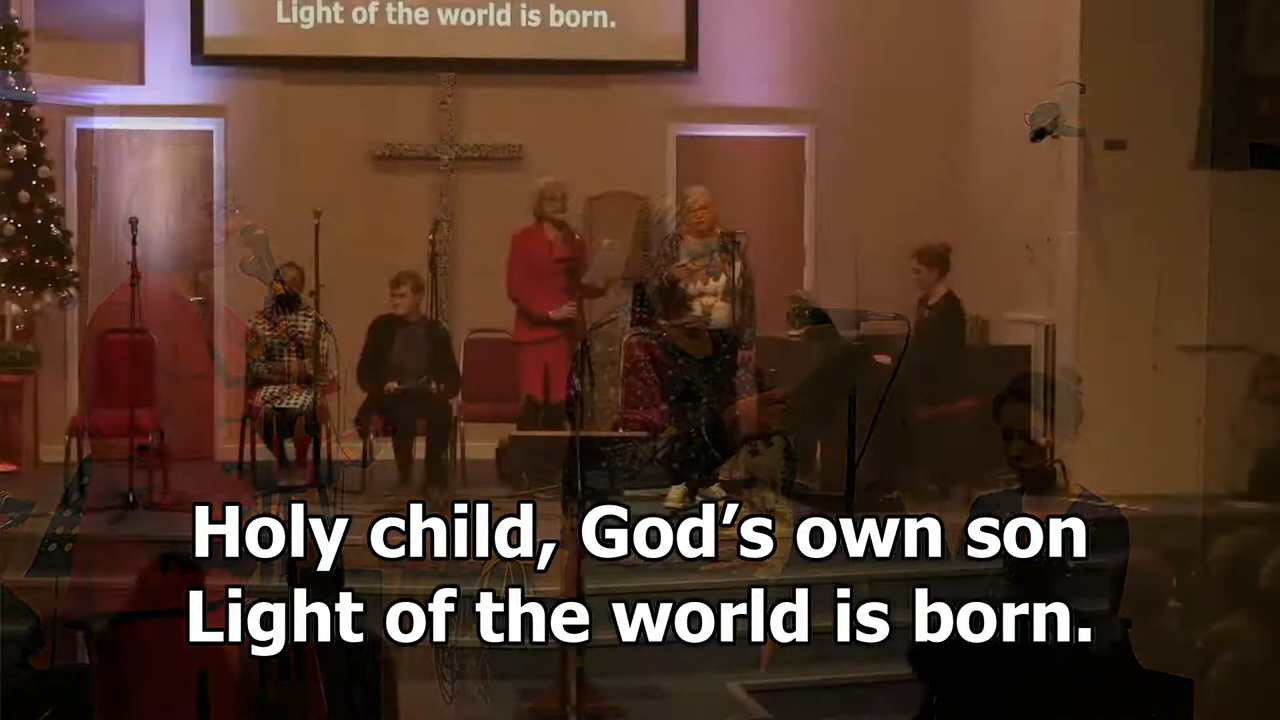 Light of the world is born.
Holy child, God’s own son
Light of the world is born.